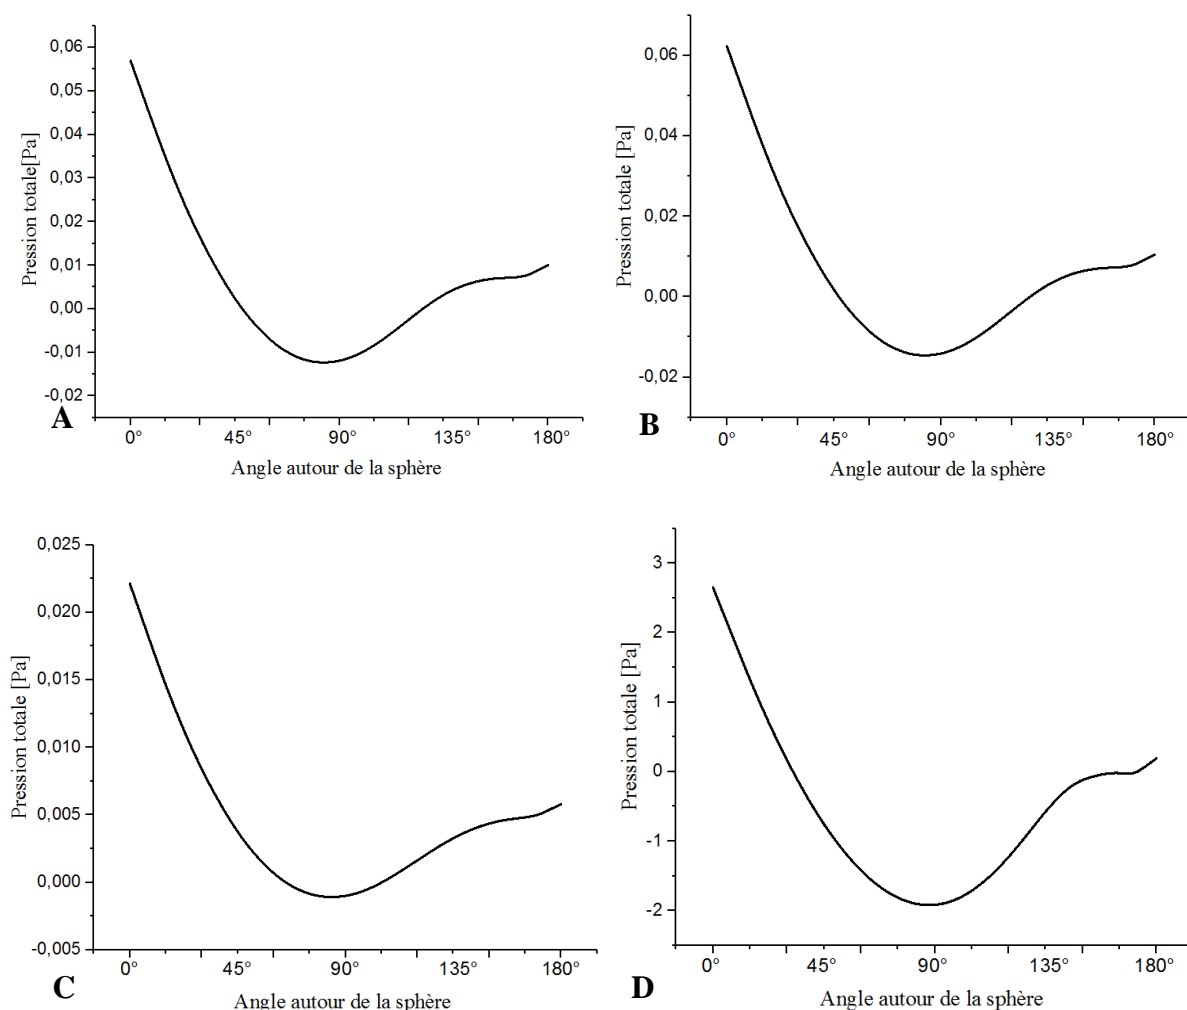 0,06
0,05
0,04
0,03
0,02
0,01
0,00
-0,01
-0,02
Pression totale[Pa]
0° 45° 90° 135° 180°
Angle autour de la sphère
A
0,06
0,04
0,02
0,00
-0,02
Pression totale [Pa]
0° 45° 90° 135° 180°
Angle autour de la sphère
B
0,025
0,020
0,015
0,010
0,005
0,000
-0,005
Pression totale [Pa]
0° 45° 90° 135° 180°
Angle autour de la sphère
C
3
2
1
0
-1
-2
Pression totale [Pa]
0° 45° 90° 135° 180°
Angle autour de la sphère
D